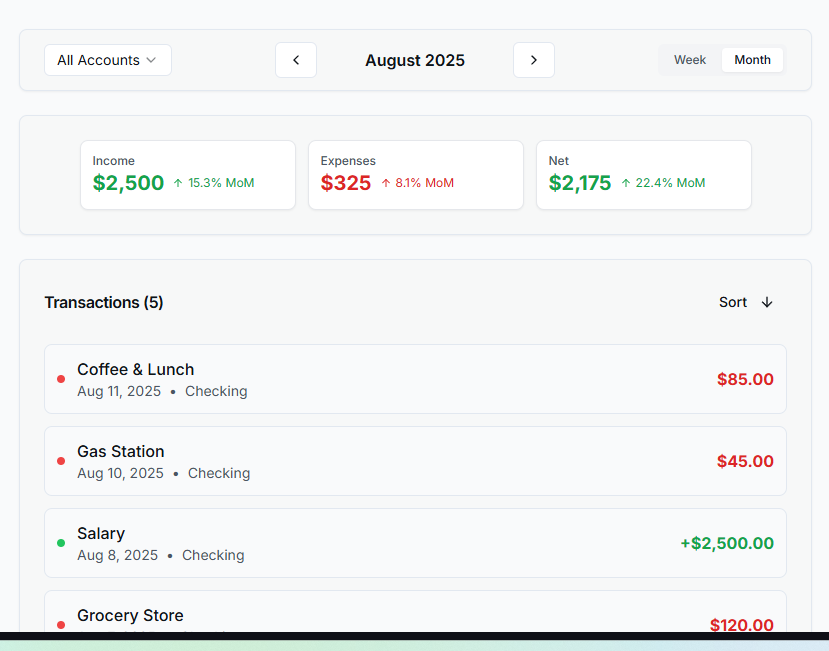 All Accounts
August 2025
Week Month
Income
$2,500 ↑ 15.3% MoM
Expenses
$325 ↑ 8.1% MoM
Net
$2,175 ↑ 22.4% MoM
Transactions (5)
Sort ↓
Coffee & Lunch
Aug 11, 2025 • Checking
$85.00
Gas Station
Aug 10, 2025 • Checking
$45.00
Salary
Aug 8, 2025 • Checking
+$2,500.00
Grocery Store
$120.00